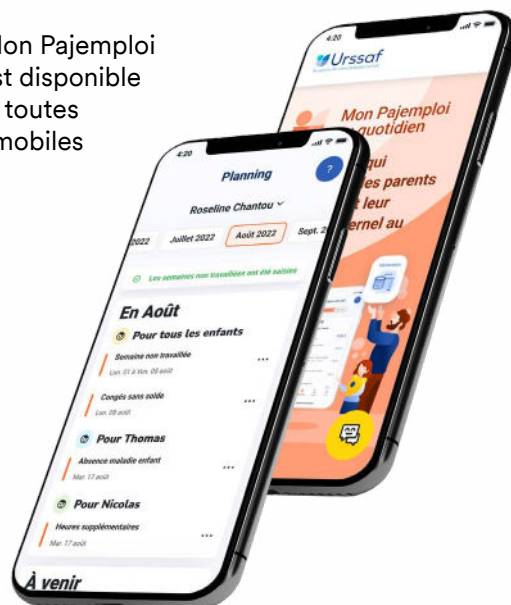 Mon Pajemploi
st disponible
toutes
mobiles
4:20
Urssaf
Mon Pajemploi
quotidien
qui
les parents
t leur
ernel au
4:20
Planning
?
Roseline Chantou
2022 Juillet 2022 Août 2022 Sept. 2
Les semaines non travaillées ont été saisies
En Août
Pour tous les enfants
Semaine non travaillée
Lun. 01 à Ven. 05 août
Congés sans solde
Lun. 08 août
Pour Thomas
Absence maladie enfant
Mar. 17 août
Pour Nicolas
Heures supplémentaires
Mar. 17 août
À venir